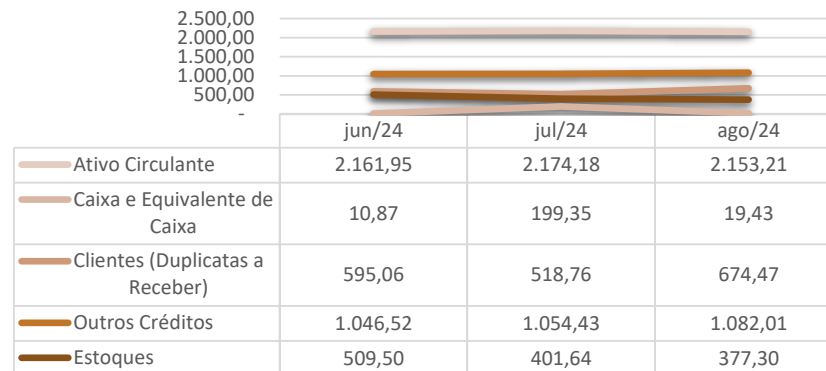 2.500,00
2.000,00
1.500,00
1.000,00
500,00
-
jun/24 jul/24 ago/24
Ativo Circulante 2.161,95 2.174,18 2.153,21
Caixa e Equivalente de
Caixa 10,87 199,35 19,43
Clientes (Duplicatas a
Receber) 595,06 518,76 674,47
Outros Créditos 1.046,52 1.054,43 1.082,01
Estoques 509,50 401,64 377,30